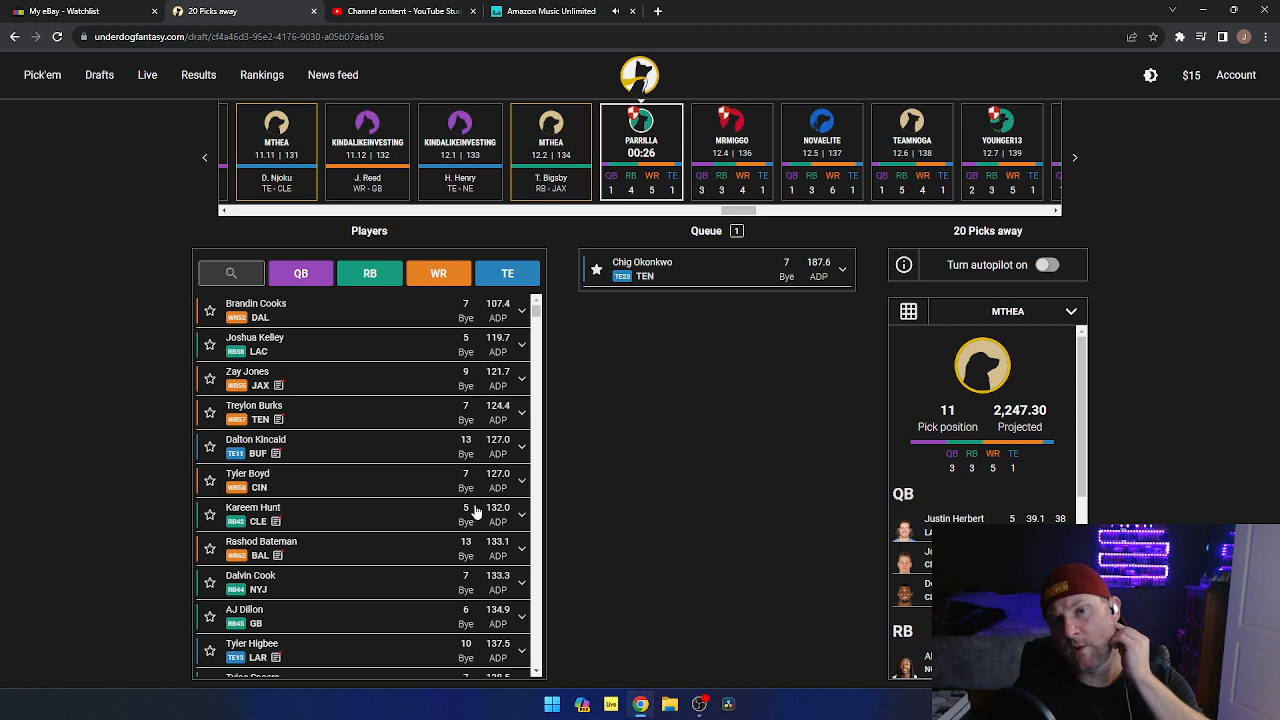 My eBay - Watchlist
20 Picks away
Channel content - YouTube Stu
Amazon Music Unlimited
underdogfantasy.com/draft/cf4a46d3-95e2-4176-9030-a05b07a6a186
J
Pick'em Drafts Live Results Rankings News feed
$15 Account
MTHEA
11.11 | 131
D. Njoku
TE - CLE
KINDALIKEINVESTING
11.12 | 132
J. Reed
WR - GB
KINDALIKEINVESTING
12.1 | 133
H. Henry
TE - NE
MTHEA
12.2 | 134
T. Bigsby
RB - JAX
PARRILLA
00:26
QB RB WR TE
1 4 5 1
MRMIGGO
12.4 | 136
QB RB WR TE
3 3 4 1
NOVAELITE
12.5 | 137
QB RB WR TE
1 3 6 1
TEAMNOGA
12.6 | 138
QB RB WR TE
1 5 4 1
YOUNGER13
12.7 | 139
QB RB WR TE
2 3 5 1
Players
QB RB WR TE
Brandin Cooks 7 107.4
WR52 DAL Bye ADP
Joshua Kelley 5 119.7
RB38 LAC Bye ADP
Zay Jones 9 121.7
WR55 JAX Bye ADP
Treylon Burks 7 124.4
WR57 TEN Bye ADP
Dalton Kincaid 13 127.0
TE11 BUF Bye ADP
Tyler Boyd 7 127.0
WR58 CIN Bye ADP
Kareem Hunt 5 132.0
RB42 CLE Bye ADP
Rashod Bateman 13 133.1
WR62 BAL Bye ADP
Dalvin Cook 7 133.3
RB44 NYJ Bye ADP
AJ Dillon 6 134.9
RB45 GB Bye ADP
Tyler Higbee 10 137.5
TE13 LAR Bye ADP
Queue 1
Chig Okonkwo 7 187.6
TE23 TEN Bye ADP
20 Picks away
Turn autopilot on
MTHEA
11 2,247.30
Pick position Projected
QB RB WR TE
3 3 5 1
QB
Justin Herbert 5 39.1 38
RB